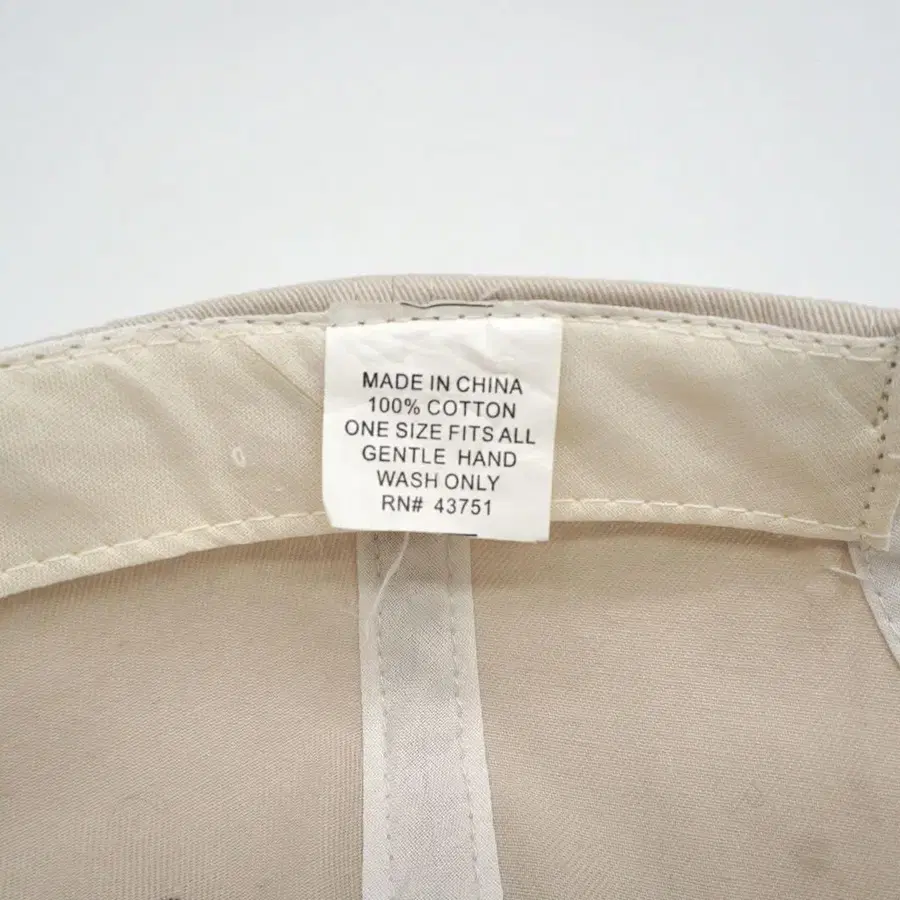 MADE IN CHINA
100% COTTON
ONE SIZE FITS ALL
GENTLE HAND
WASH ONLY
RN# 43751